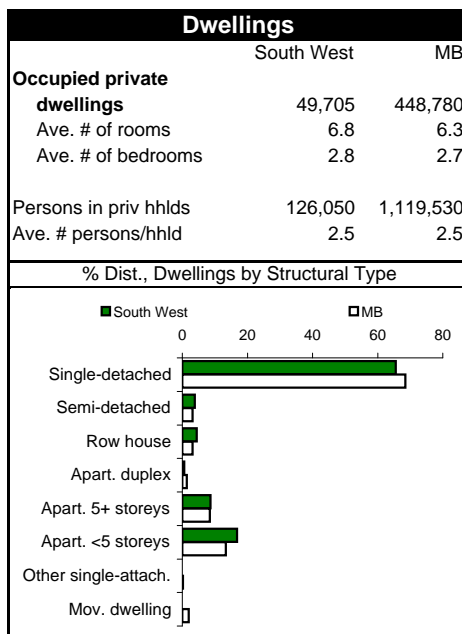 Dwellings
South West MB
Occupied private
dwellings 49,705 448,780
Ave. # of rooms 6.8 6.3
Ave. # of bedrooms 2.8 2.7
Persons in priv hhlds 126,050 1,119,530
Ave. # persons/hhld 2.5 2.5
% Dist., Dwellings by Structural Type
South West MB
0 20 40 60 80
Single-detached
Semi-detached
Row house
Apart. duplex
Apart. 5+ storeys
Apart. <5 storeys
Other single-attach.
Mov. dwelling